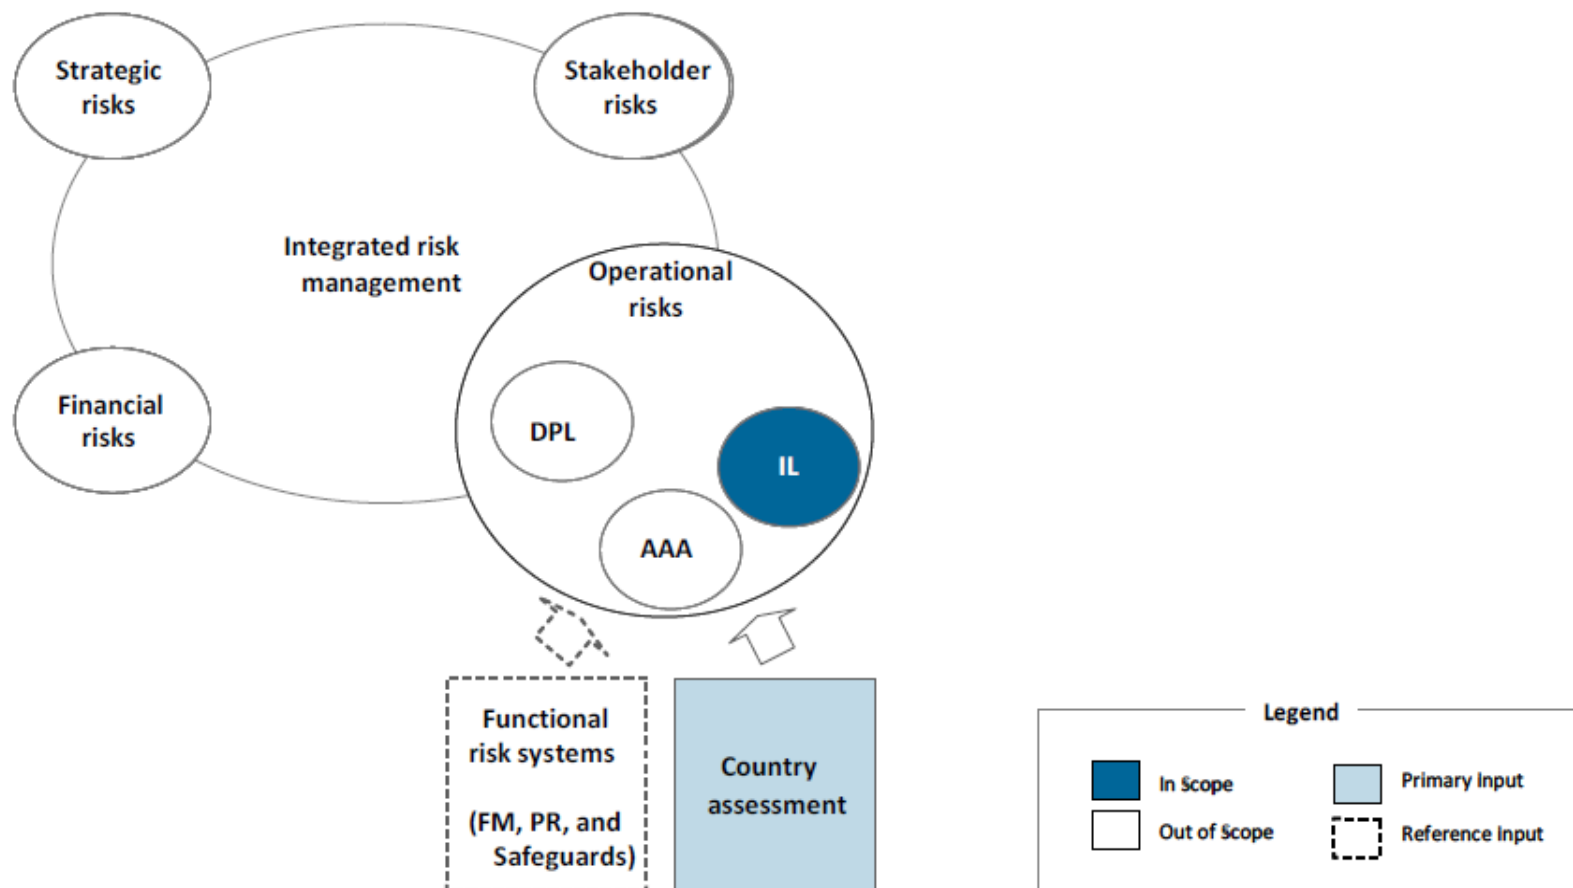 Strategic
risks
Stakeholder
risks
Integrated risk
management
Operational
risks
Financial
risks
DPL
IL
AAA
Functional
risk systems
(FM, PR, and
Safeguards)
Country
assessment
Legend
In Scope
Primary Input
Out of Scope
Reference Input